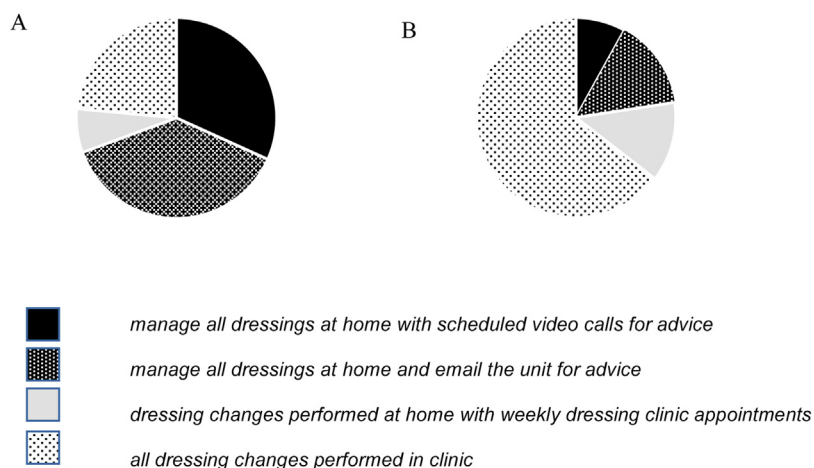 A
B
manage all dressings at home with scheduled video calls for advice
manage all dressings at home and email the unit for advice
dressing changes performed at home with weekly dressing clinic appointments
all dressing changes performed in clinic